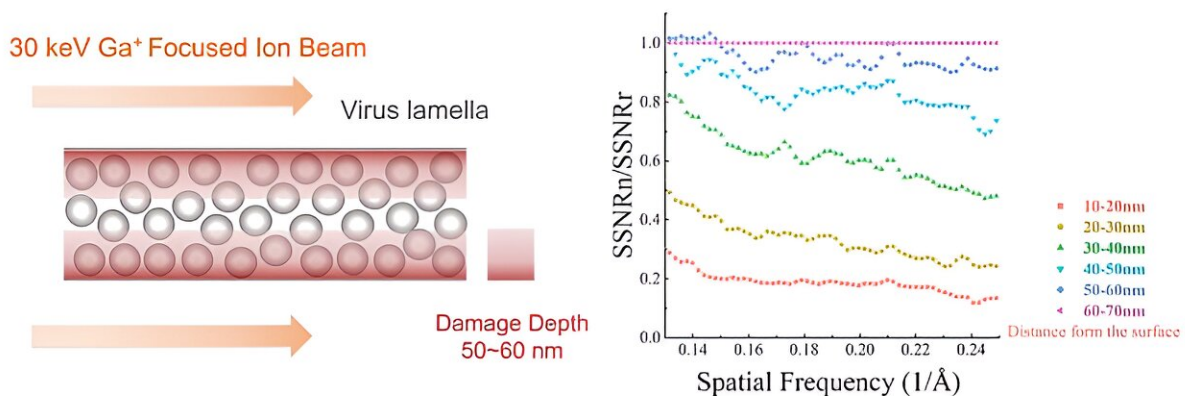 30 keV Ga⁺ Focused Ion Beam
Virus lamella
Damage Depth
50~60 nm
SSNRn/SSNRr
1.0
0.8
0.6
0.4
0.2
0.0
0.14 0.16 0.18 0.20 0.22 0.24
Spatial Frequency (1/Å)
10-20nm
20-30nm
30-40nm
40-50nm
50-60nm
60-70nm
Distance form the surface